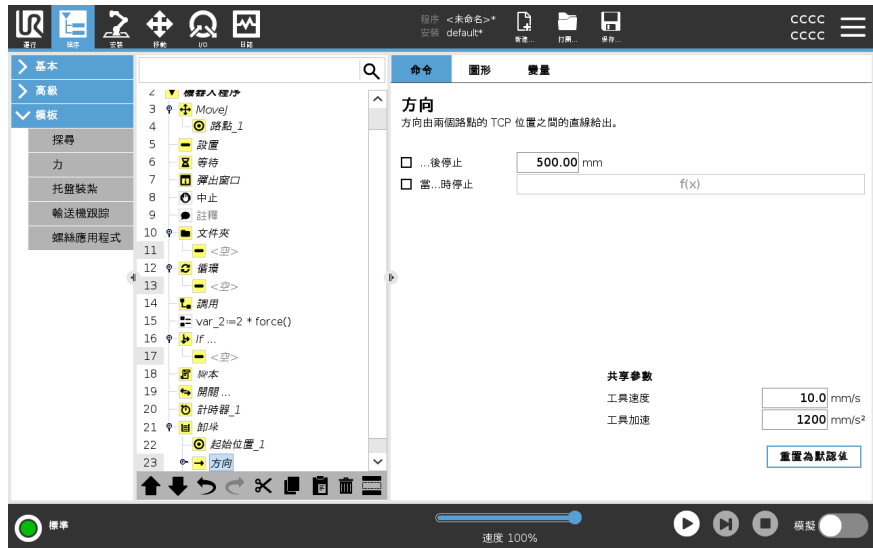 UR
運行 程序 安裝 移動 I/O 日誌
程序 <未命名>*
安裝 default*
新建... 打開... 保存...
CCCC
CCCC
基本
高級
模板
探尋
力
托盤裝紮
輸送機跟踪
螺絲應用程式
2 機器人程序
3 MoveJ
4 路點_1
5 設置
6 等待
7 彈出窗口
8 中止
9 註釋
10 文件夾
11 <空>
12 循環
13 <空>
14 調用
15 var_2≔2 * force()
16 If ...
17 <空>
18 腳本
19 開關 ...
20 計時器_1
21 卸垛
22 起始位置_1
23 方向
命令 圖形 變量
方向
方向由兩個路點的 TCP 位置之間的直線給出。
...後停止 500.00 mm
當...時停止 f(x)
共享參數
工具速度 10.0 mm/s
工具加速 1200 mm/s²
重置為默認值
標準
速度 100%
模擬